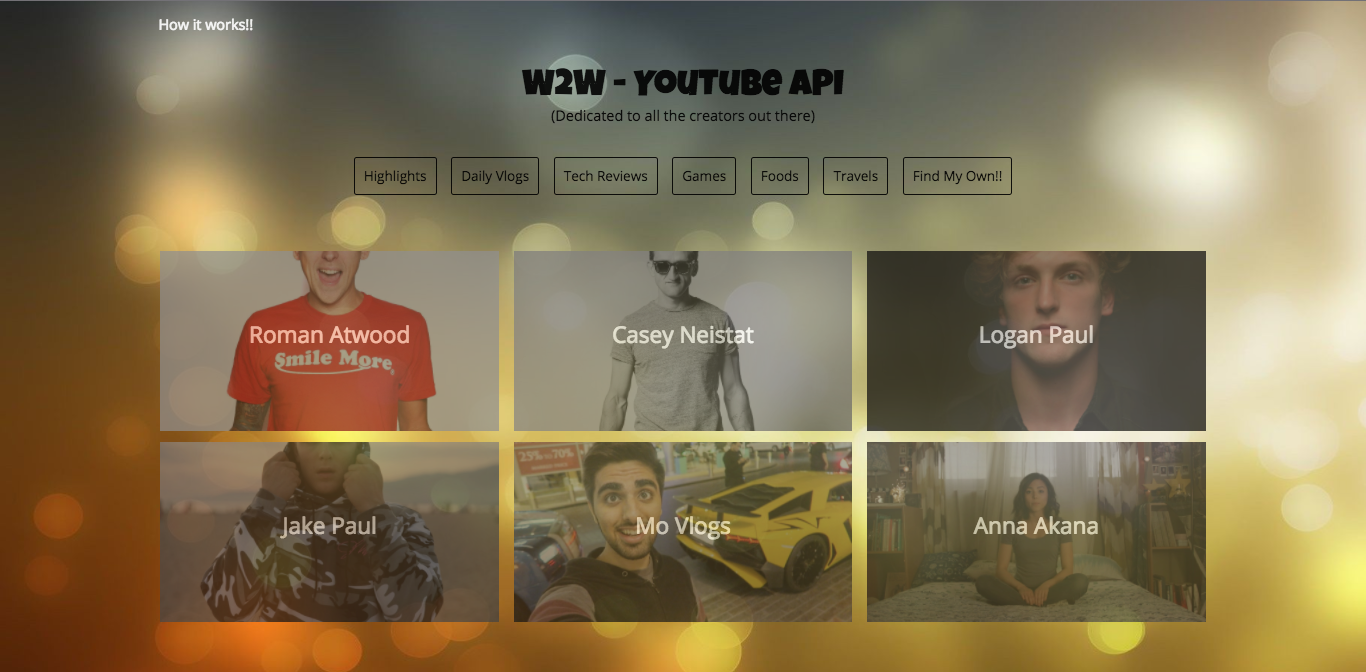 How it works!!
W2W - YouTube API
(Dedicated to all the creators out there)
Highlights Daily Vlogs Tech Reviews Games Foods Travels Find My Own!!
Roman Atwood Casey Neistat Logan Paul
Smile More.
25% to 70%
Jake Paul Mo Vlogs Anna Akana